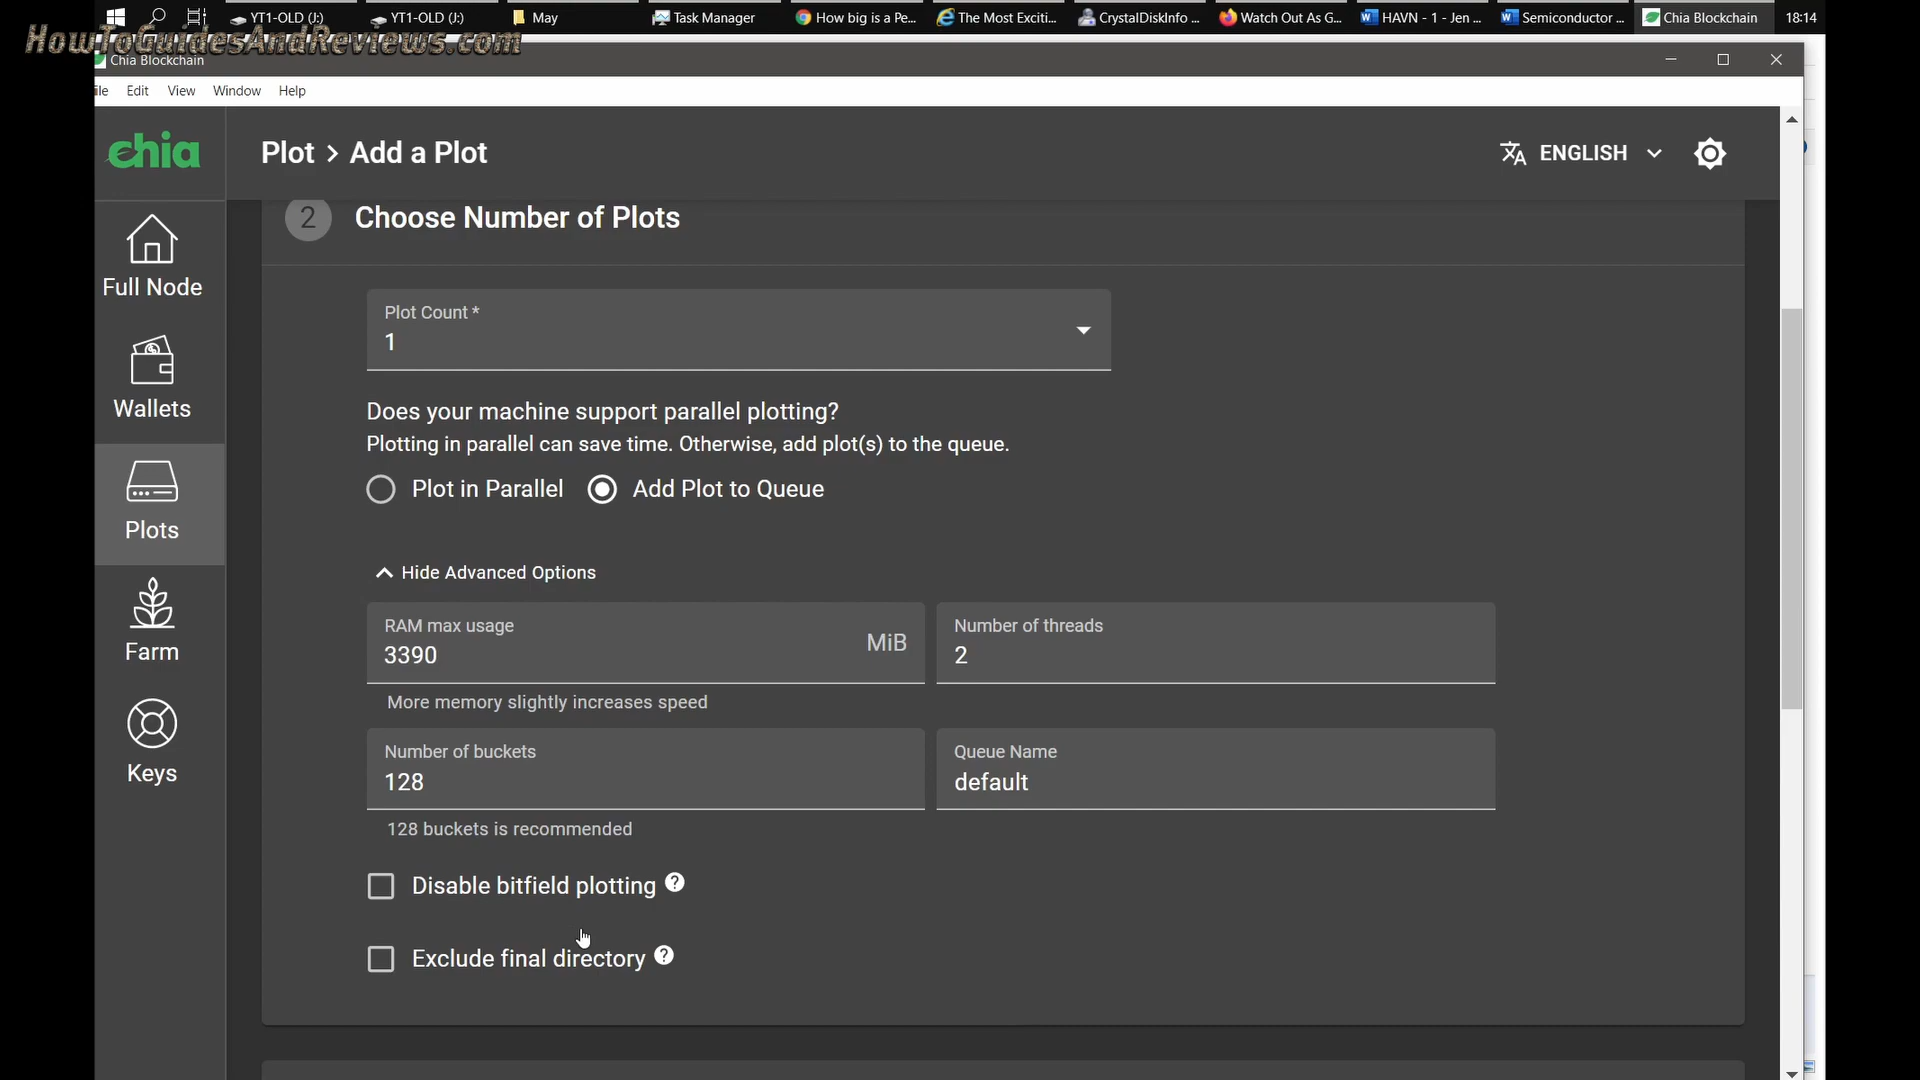 YT1-OLD (J:)
YT1-OLD (J:)
May
Task Manager
How big is a Pe...
The Most Exciti...
CrystalDiskInfo ...
Watch Out As G...
HAVN - 1 - Jen ...
Semiconductor ...
Chia Blockchain
18:14
HowToGuidesAndReviews.com
Chia Blockchain
ile Edit View Window Help
chia
Plot > Add a Plot
ENGLISH
Full Node
Wallets
Plots
Farm
Keys
2 Choose Number of Plots
Plot Count *
1
Does your machine support parallel plotting?
Plotting in parallel can save time. Otherwise, add plot(s) to the queue.
Plot in Parallel Add Plot to Queue
Hide Advanced Options
RAM max usage
3390 MiB
Number of threads
2
More memory slightly increases speed
Number of buckets
128
Queue Name
default
128 buckets is recommended
Disable bitfield plotting ?
Exclude final directory ?